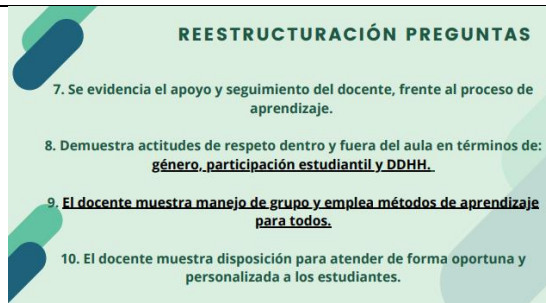 REESTRUCTURACIÓN PREGUNTAS
7. Se evidencia el apoyo y seguimiento del docente, frente al proceso de
aprendizaje.
8. Demuestra actitudes de respeto dentro y fuera del aula en términos de:
género, participación estudiantil y DDHH.
9. El docente muestra manejo de grupo y emplea métodos de aprendizaje
para todos.
10. El docente muestra disposición para atender de forma oportuna y
personalizada a los estudiantes.